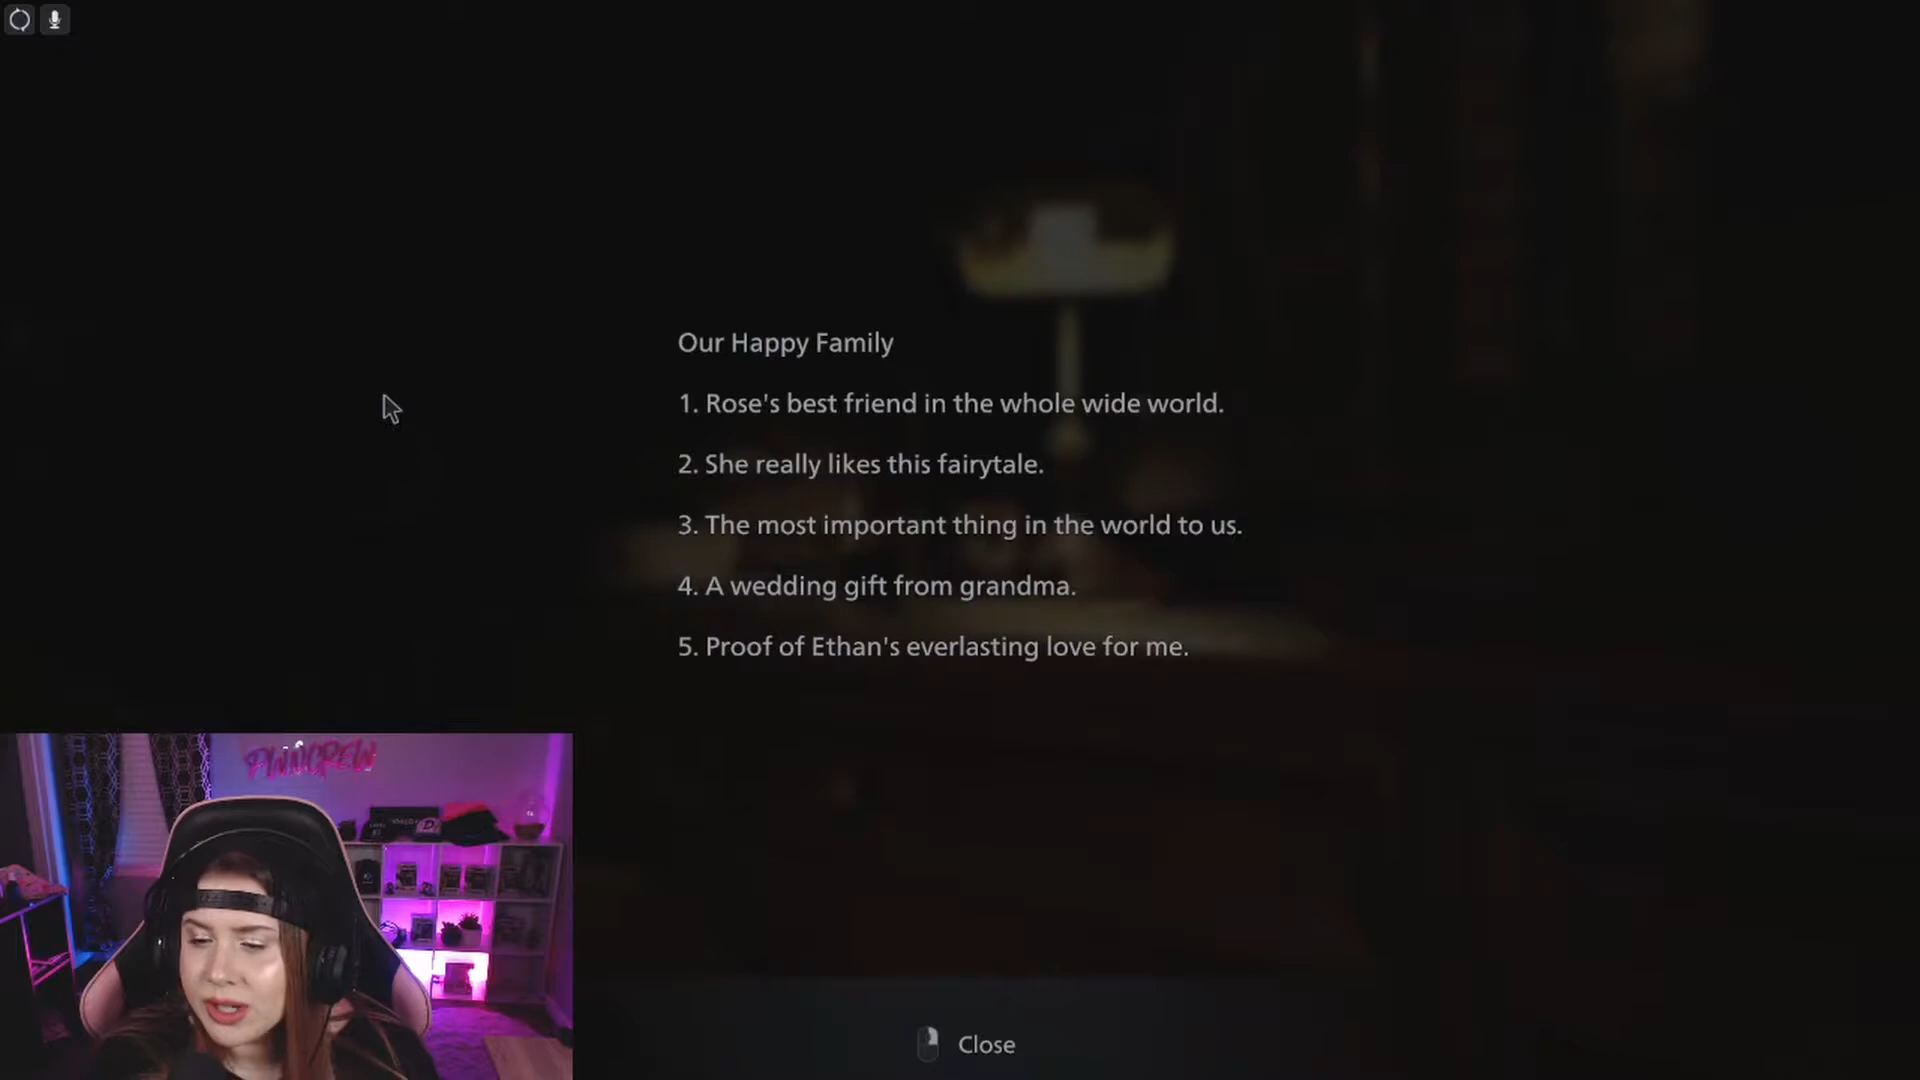 Our Happy Family
1. Rose's best friend in the whole wide world.
2. She really likes this fairytale.
3. The most important thing in the world to us.
4. A wedding gift from grandma.
5. Proof of Ethan's everlasting love for me.
PWNCREW
Close